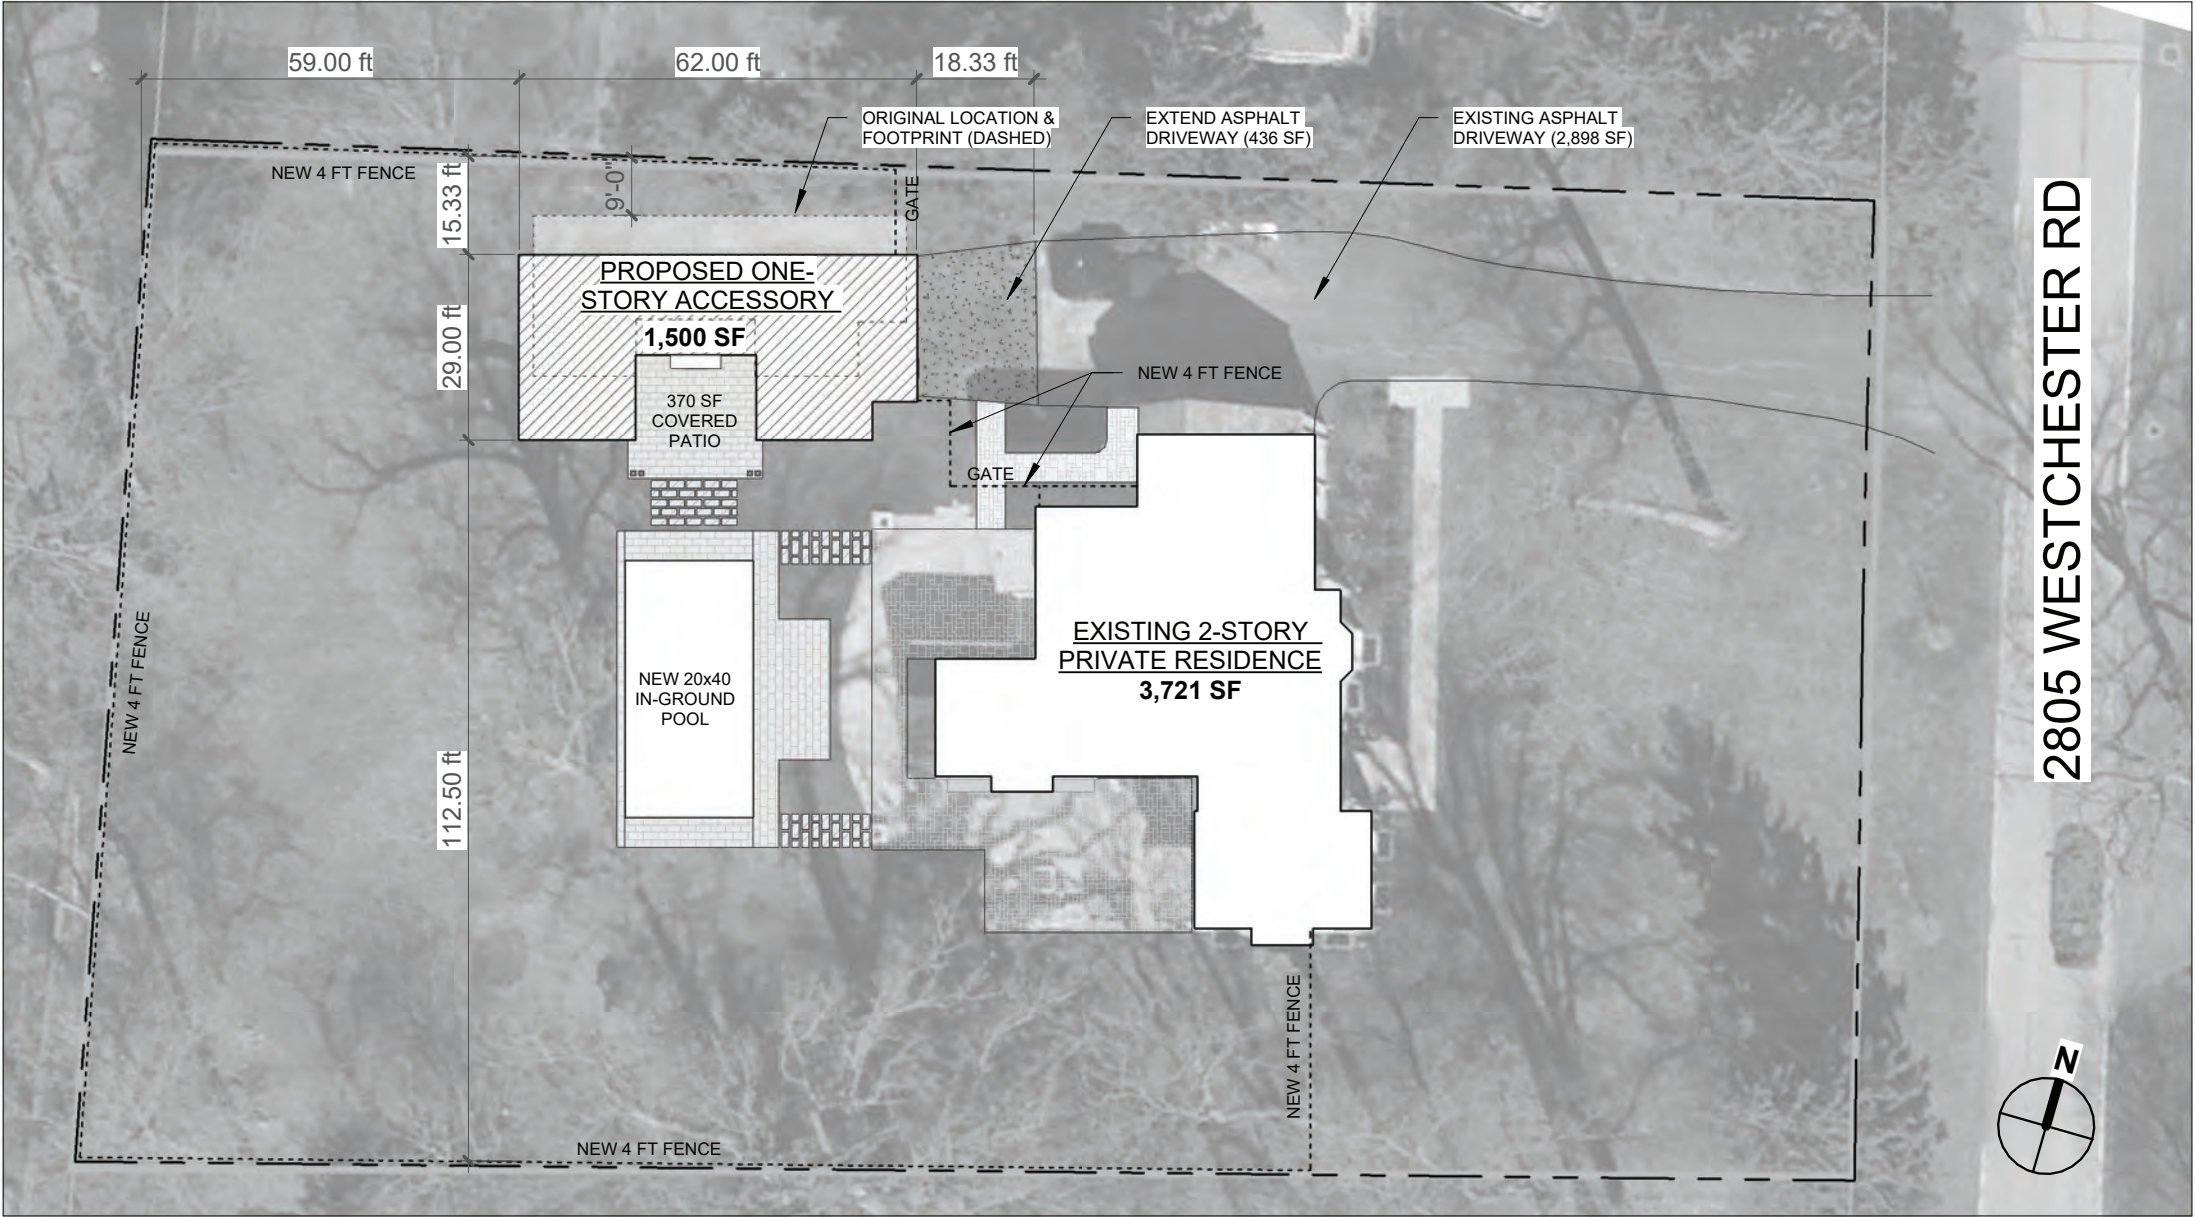 59.00 ft
62.00 ft
18.33 ft
ORIGINAL LOCATION &
FOOTPRINT (DASHED)
EXTEND ASPHALT
DRIVEWAY (436 SF)
EXISTING ASPHALT
DRIVEWAY (2,898 SF)
NEW 4 FT FENCE
15.33 ft
9'-0"
GATE
PROPOSED ONE-
STORY ACCESSORY
1,500 SF
29.00 ft
370 SF
COVERED
PATIO
NEW 4 FT FENCE
GATE
2805 WESTCHESTER RD
EXISTING 2-STORY
PRIVATE RESIDENCE
3,721 SF
NEW 20x40
IN-GROUND
POOL
NEW 4 FT FENCE
112.50 ft
NEW 4 FT FENCE
NEW 4 FT FENCE
N